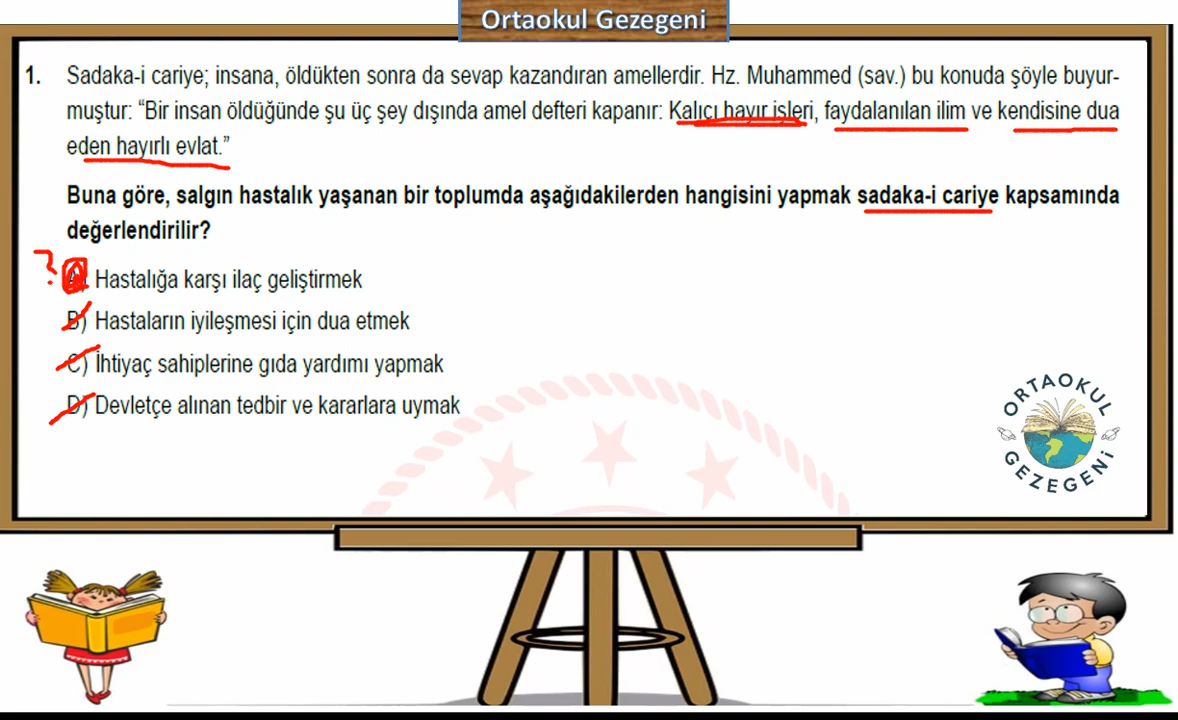 Ortaokul Gezegeni
1. Sadaka-i cariye; insana, öldükten sonra da sevap kazandıran amellerdir. Hz. Muhammed (sav.) bu konuda şöyle buyur-
muştur: “Bir insan öldüğünde şu üç şey dışında amel defteri kapanır: Kalıcı hayır işleri, faydalanılan ilim ve kendisine dua
eden hayırlı evlat.”
Buna göre, salgın hastalık yaşanan bir toplumda aşağıdakilerden hangisini yapmak sadaka-i cariye kapsamında
değerlendirilir?
? A) Hastalığa karşı ilaç geliştirmek
B) Hastaların iyileşmesi için dua etmek
C) İhtiyaç sahiplerine gıda yardımı yapmak
D) Devletçe alınan tedbir ve kararlara uymak
ORTAOKUL
GEZEGENİ